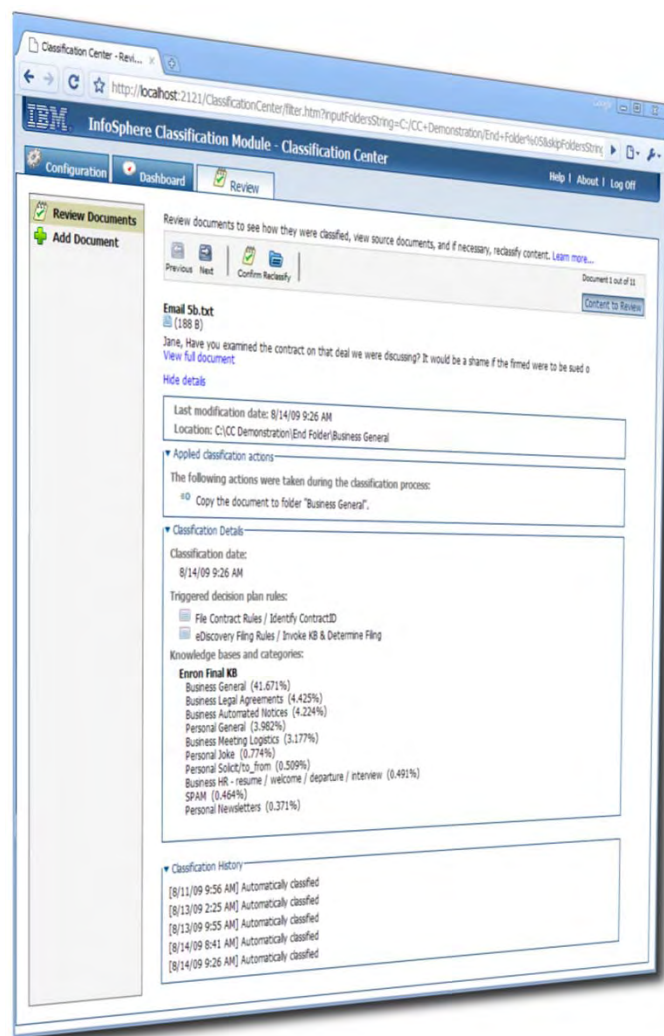 Classification Center - Revi...
http://localhost:2121/ClassificationCenter/filter.htm?inputFoldersString=C:/CC+Demonstration/End+Folder%05&skipFoldersString
IBM. InfoSphere Classification Module - Classification Center
Help | About | Log Off
Configuration Dashboard Review
Review Documents
Add Document
Review documents to see how they were classified, view source documents, and if necessary, reclassify content. Learn more...
Previous Next Confirm Reclassify
Document 1 out of 11
Content to Review
Email 5b.txt
(188 B)
Jane, Have you examined the contract on that deal we were discussing? It would be a shame if the firmed were to be sued o
View full document
Hide details
Last modification date: 8/14/09 9:26 AM
Location: C:\CC Demonstration\End Folder\Business General
Applied classification actions
The following actions were taken during the classification process:
Copy the document to folder "Business General".
Classification Details
Classification date:
8/14/09 9:26 AM
Triggered decision plan rules:
File Contract Rules / Identify ContractID
eDiscovery Filing Rules / Invoke KB & Determine Filing
Knowledge bases and categories:
Enron Final KB
Business General (41.671%)
Business Legal Agreements (4.425%)
Business Automated Notices (4.224%)
Personal General (3.982%)
Business Meeting Logistics (3.177%)
Personal Joke (0.774%)
Personal Solicit/to_from (0.509%)
Business HR - resume / welcome / departure / interview (0.491%)
SPAM (0.464%)
Personal Newsletters (0.371%)
Classification History
[8/11/09 9:56 AM] Automatically classified
[8/13/09 2:25 AM] Automatically classified
[8/13/09 9:55 AM] Automatically classified
[8/14/09 8:41 AM] Automatically classified
[8/14/09 9:26 AM] Automatically classified